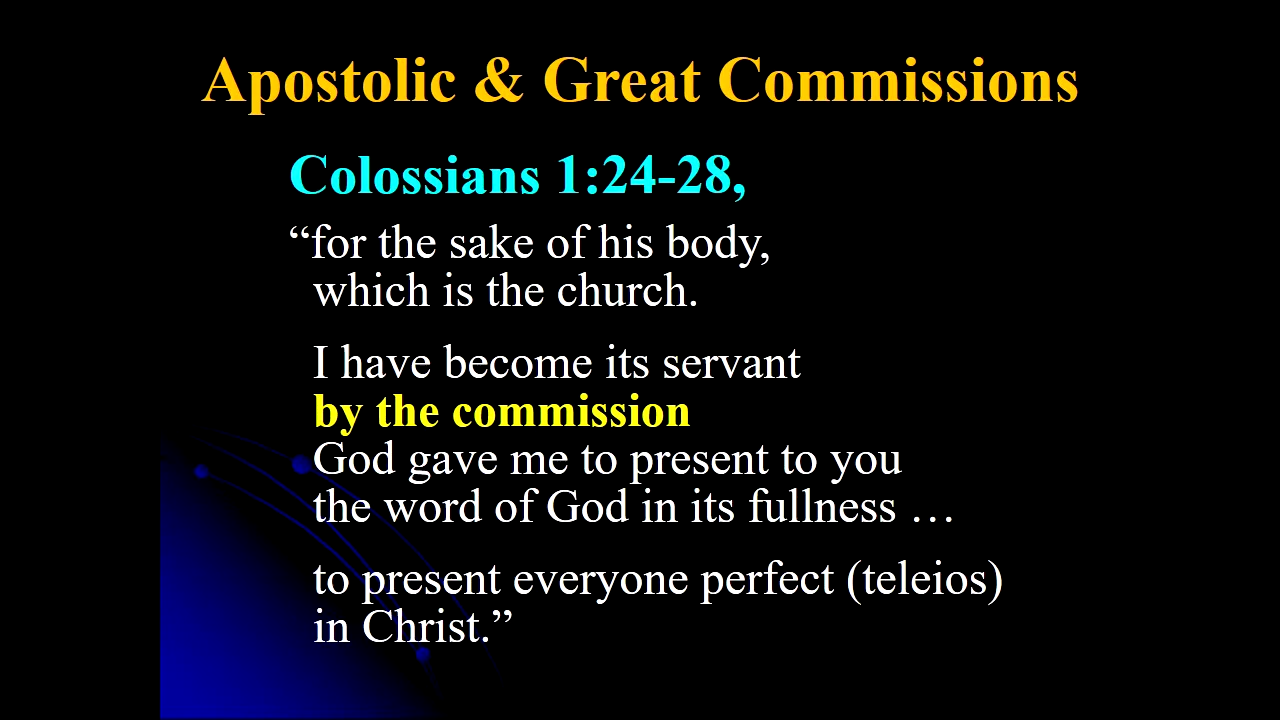 Apostolic & Great Commissions
Colossians 1:24-28,
“for the sake of his body,
which is the church.
I have become its servant
by the commission
God gave me to present to you
the word of God in its fullness …
to present everyone perfect (teleios)
in Christ.”